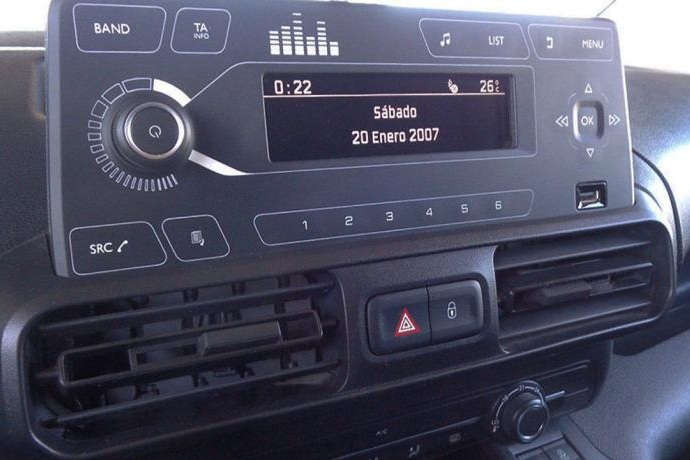 BAND
TA
INFO
LIST
MENU
0:22
26°C
Sábado
20 Enero 2007
OK
SRC
1 2 3 4 5 6
A/C